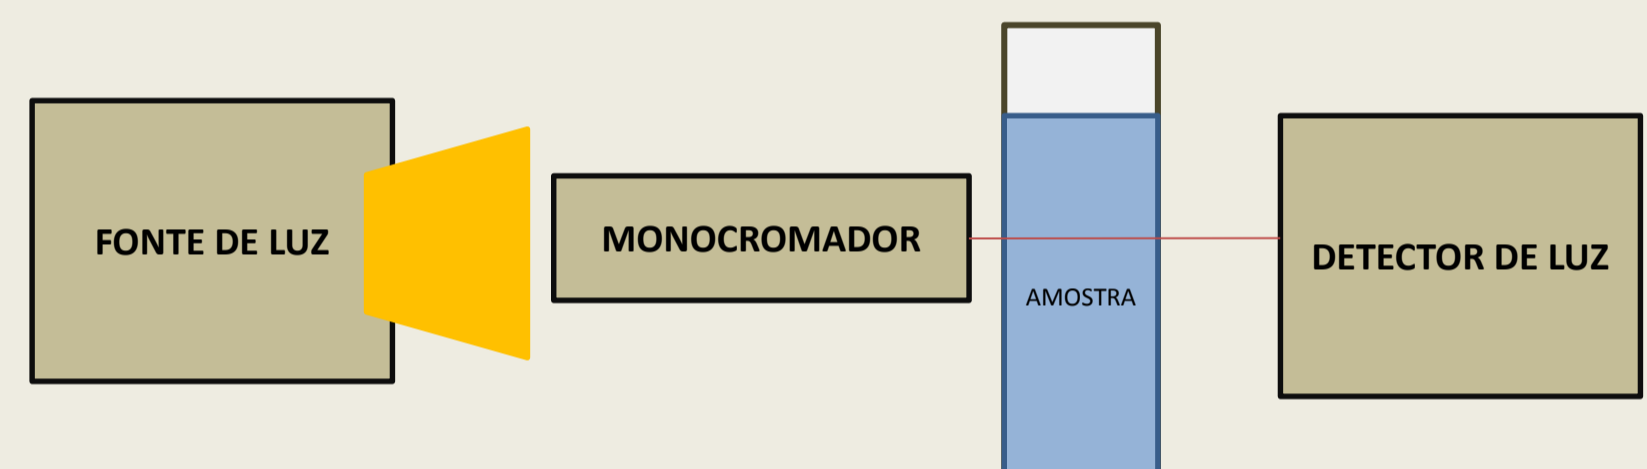 FONTE DE LUZ
MONOCROMADOR
AMOSTRA
DETECTOR DE LUZ